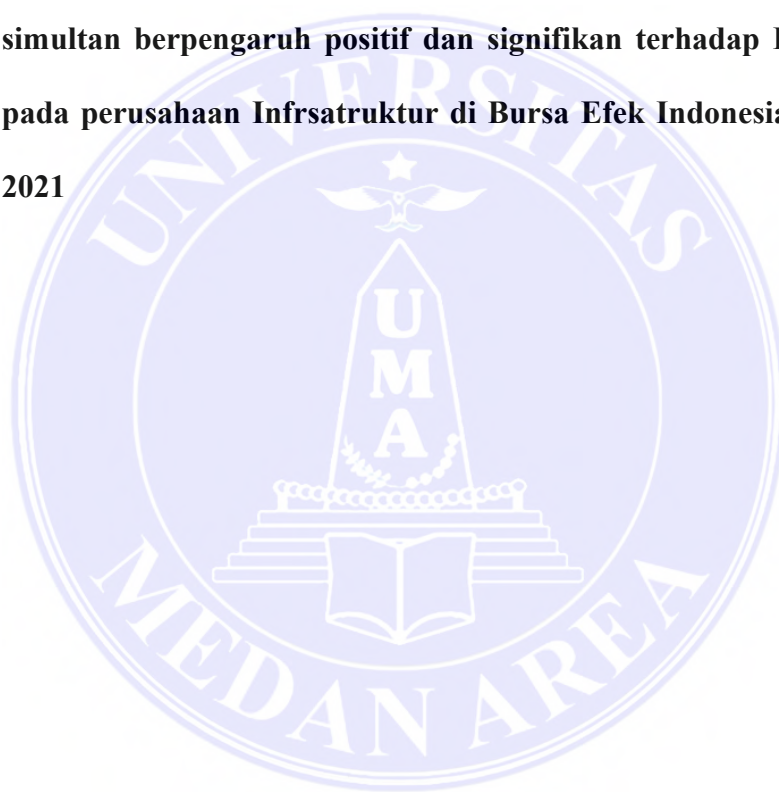 simultan berpengaruh positif dan signifikan terhadap
pada perusahaan Infrsatruktur di Bursa Efek Indonesia
2021
UNIVERSITAS
U
M
A
MEDAN AREA